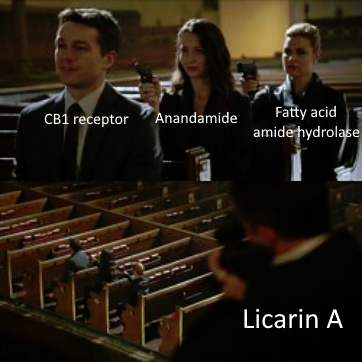 CB1 receptor
Anandamide
Fatty acid
amide hydrolase
Licarin A